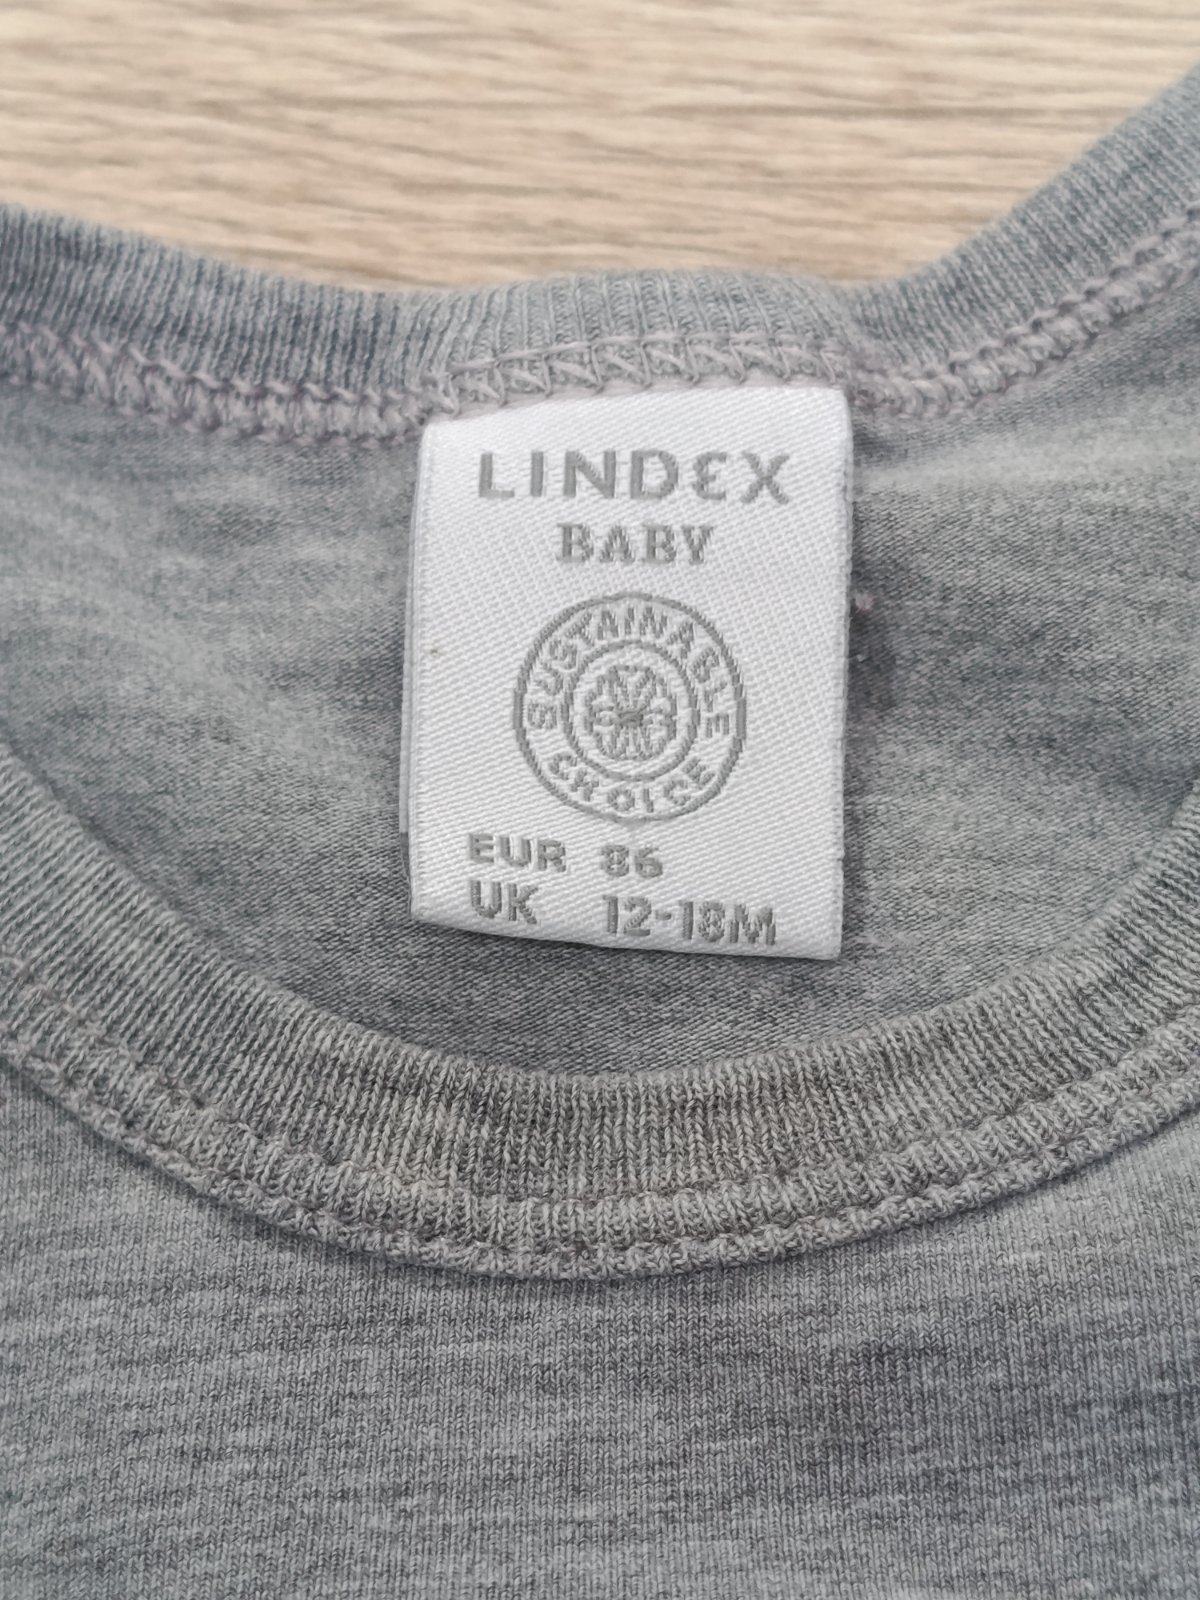 LINDEX
BABY
SUSTAINABLE
CHOICE
EUR 86
UK 12-18M